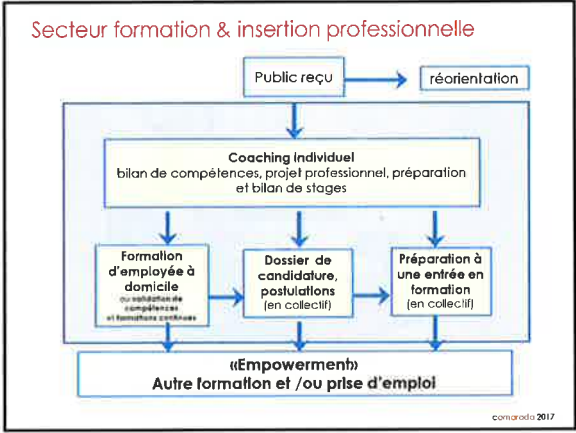 Secteur formation & insertion professionnelle
Public reçu
réorientation
Coaching individuel
bilan de compétences, projet professionnel, préparation
et bilan de stages
Formation
d'employée à
domicile
ou validation de
compétences
et formations continues
Dossier de
candidature,
postulations
(en collectif)
Préparation à
une entrée en
formation
(en collectif)
«Empowerment»
Autre formation et /ou prise d'emploi
camarada 2017